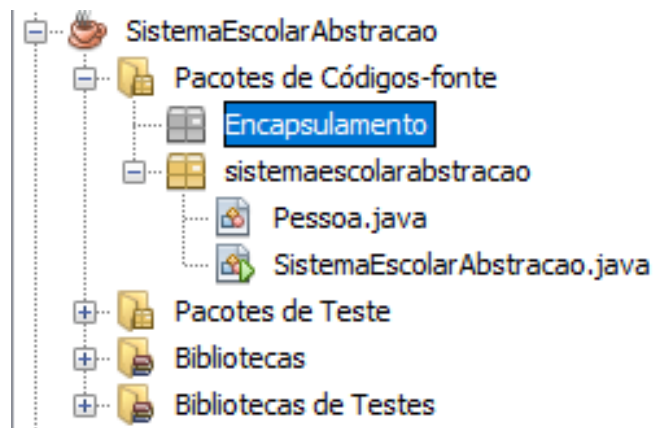 SistemaEscolarAbstracao
Pacotes de Códigos-fonte
Encapsulamento
sistemaescolarabstracao
Pessoa.java
SistemaEscolarAbstracao.java
Pacotes de Teste
Bibliotecas
Bibliotecas de Testes